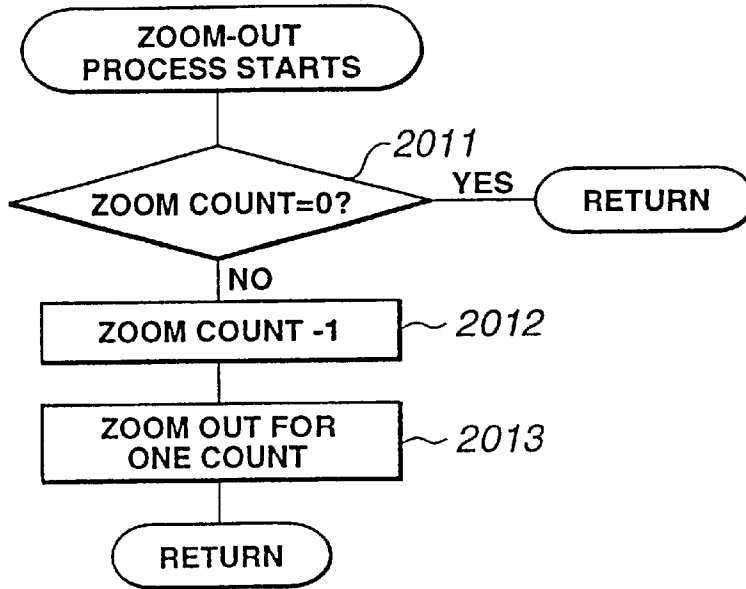 ZOOM-OUT
PROCESS STARTS
2011
ZOOM COUNT=0?
YES
RETURN
NO
ZOOM COUNT -1
2012
ZOOM OUT FOR
ONE COUNT
2013
RETURN